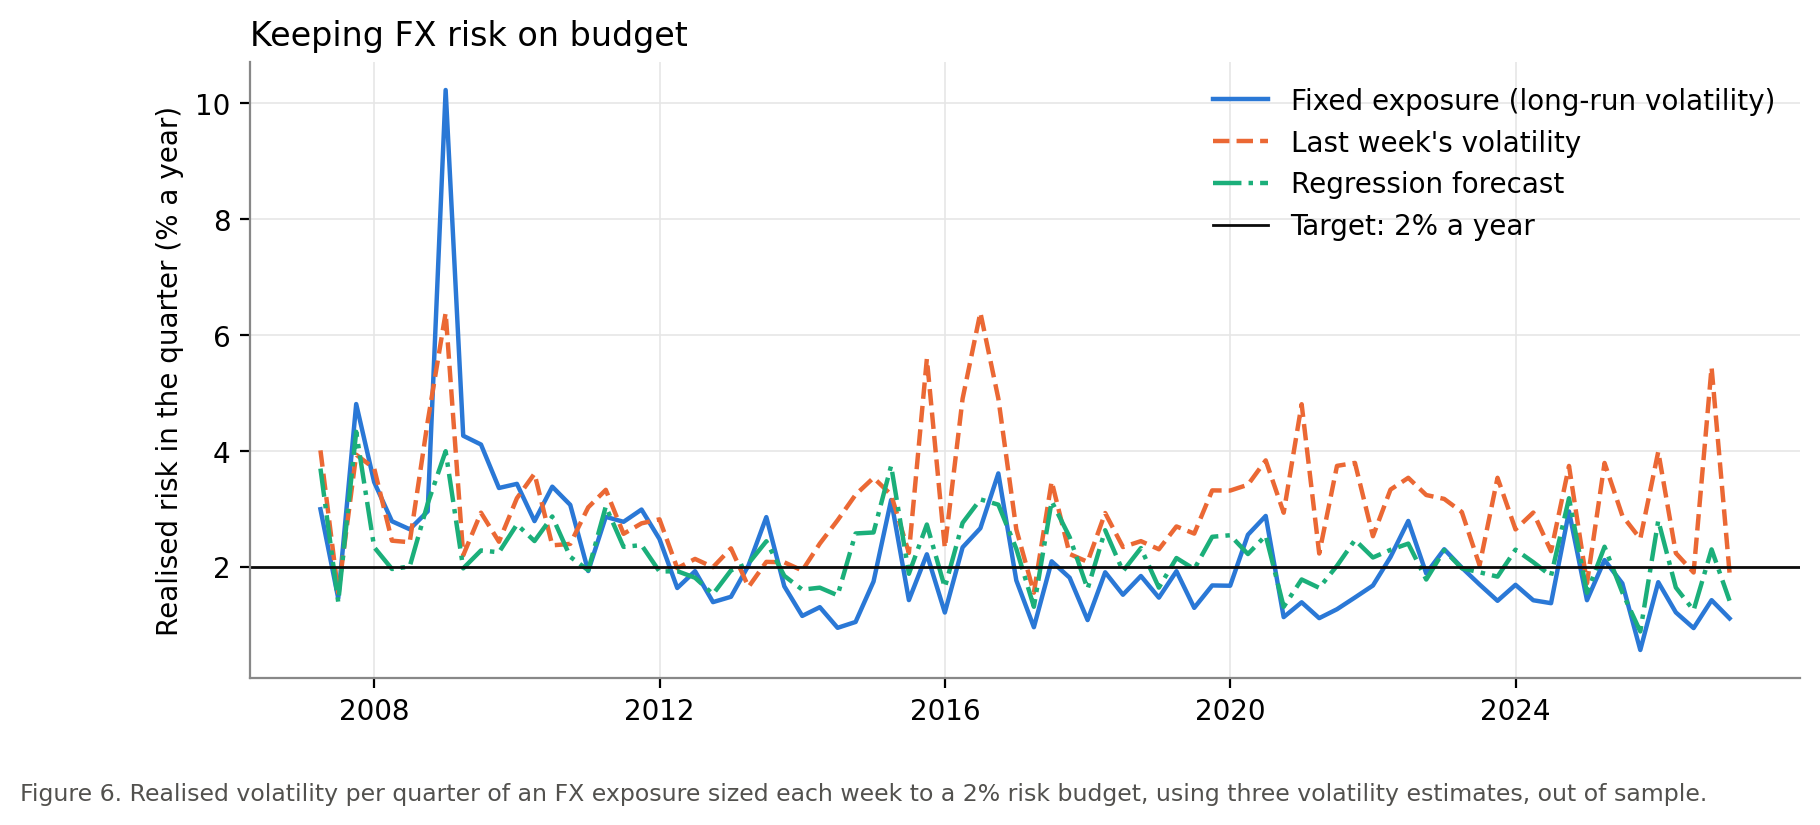 Keeping FX risk on budget
Realised risk in the quarter (% a year)
10
8
6
4
2
Fixed exposure (long-run volatility)
Last week's volatility
Regression forecast
Target: 2% a year
2008
2012
2016
2020
2024
Figure 6. Realised volatility per quarter of an FX exposure sized each week to a 2% risk budget, using three volatility estimates, out of sample.